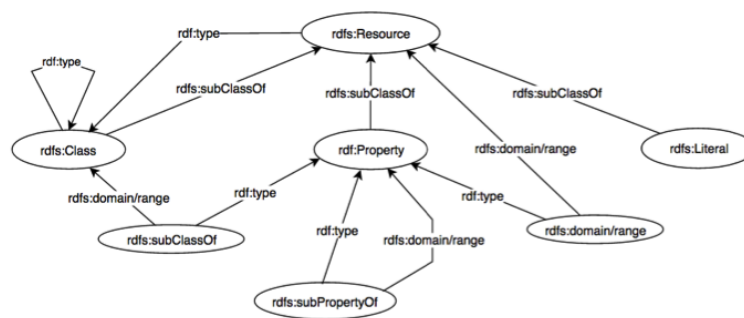 rdfs:Resource
rdf:type
rdf:type
rdfs:subClassOf
rdfs:subClassOf
rdfs:subClassOf
rdfs:Class
rdf:Property
rdfs:domain/range
rdfs:Literal
rdfs:domain/range
rdf:type
rdf:type
rdfs:subClassOf
rdf:type
rdfs:domain/range
rdfs:domain/range
rdfs:subPropertyOf